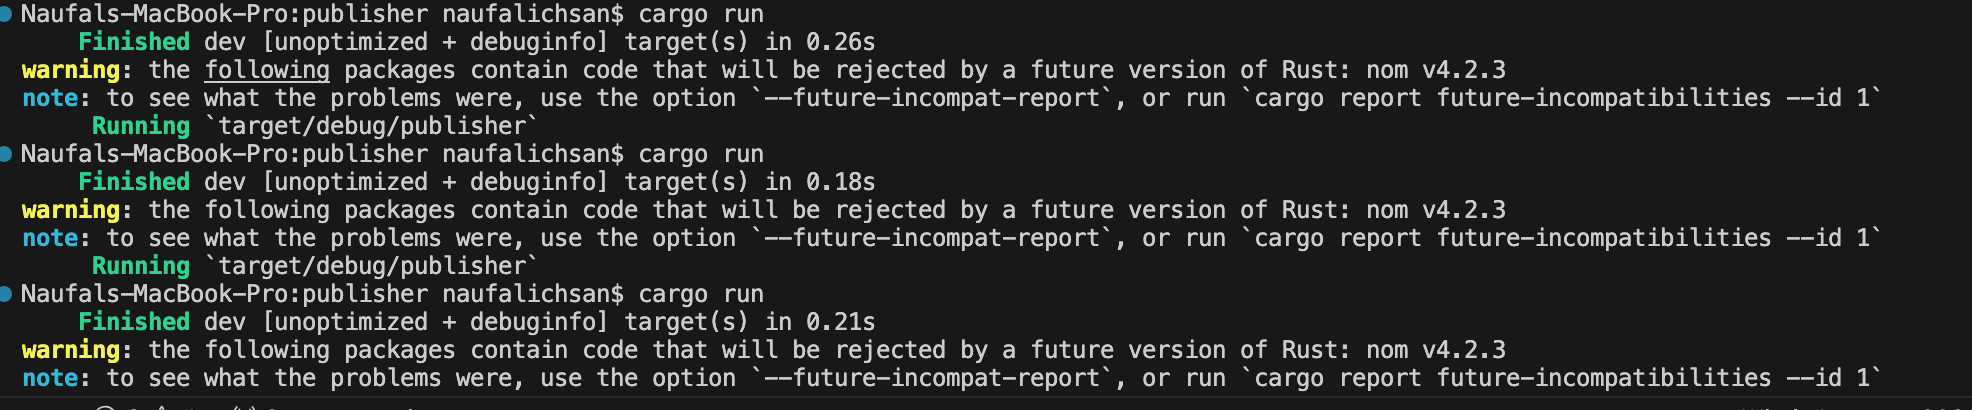 Naufals-MacBook-Pro:publisher naufalichsan$ cargo run
Finished dev [unoptimized + debuginfo] target(s) in 0.26s
warning: the following packages contain code that will be rejected by a future version of Rust: nom v4.2.3
note: to see what the problems were, use the option `--future-incompat-report`, or run `cargo report future-incompatibilities --id 1`
Running `target/debug/publisher`
Naufals-MacBook-Pro:publisher naufalichsan$ cargo run
Finished dev [unoptimized + debuginfo] target(s) in 0.18s
warning: the following packages contain code that will be rejected by a future version of Rust: nom v4.2.3
note: to see what the problems were, use the option `--future-incompat-report`, or run `cargo report future-incompatibilities --id 1`
Running `target/debug/publisher`
Naufals-MacBook-Pro:publisher naufalichsan$ cargo run
Finished dev [unoptimized + debuginfo] target(s) in 0.21s
warning: the following packages contain code that will be rejected by a future version of Rust: nom v4.2.3
note: to see what the problems were, use the option `--future-incompat-report`, or run `cargo report future-incompatibilities --id 1`